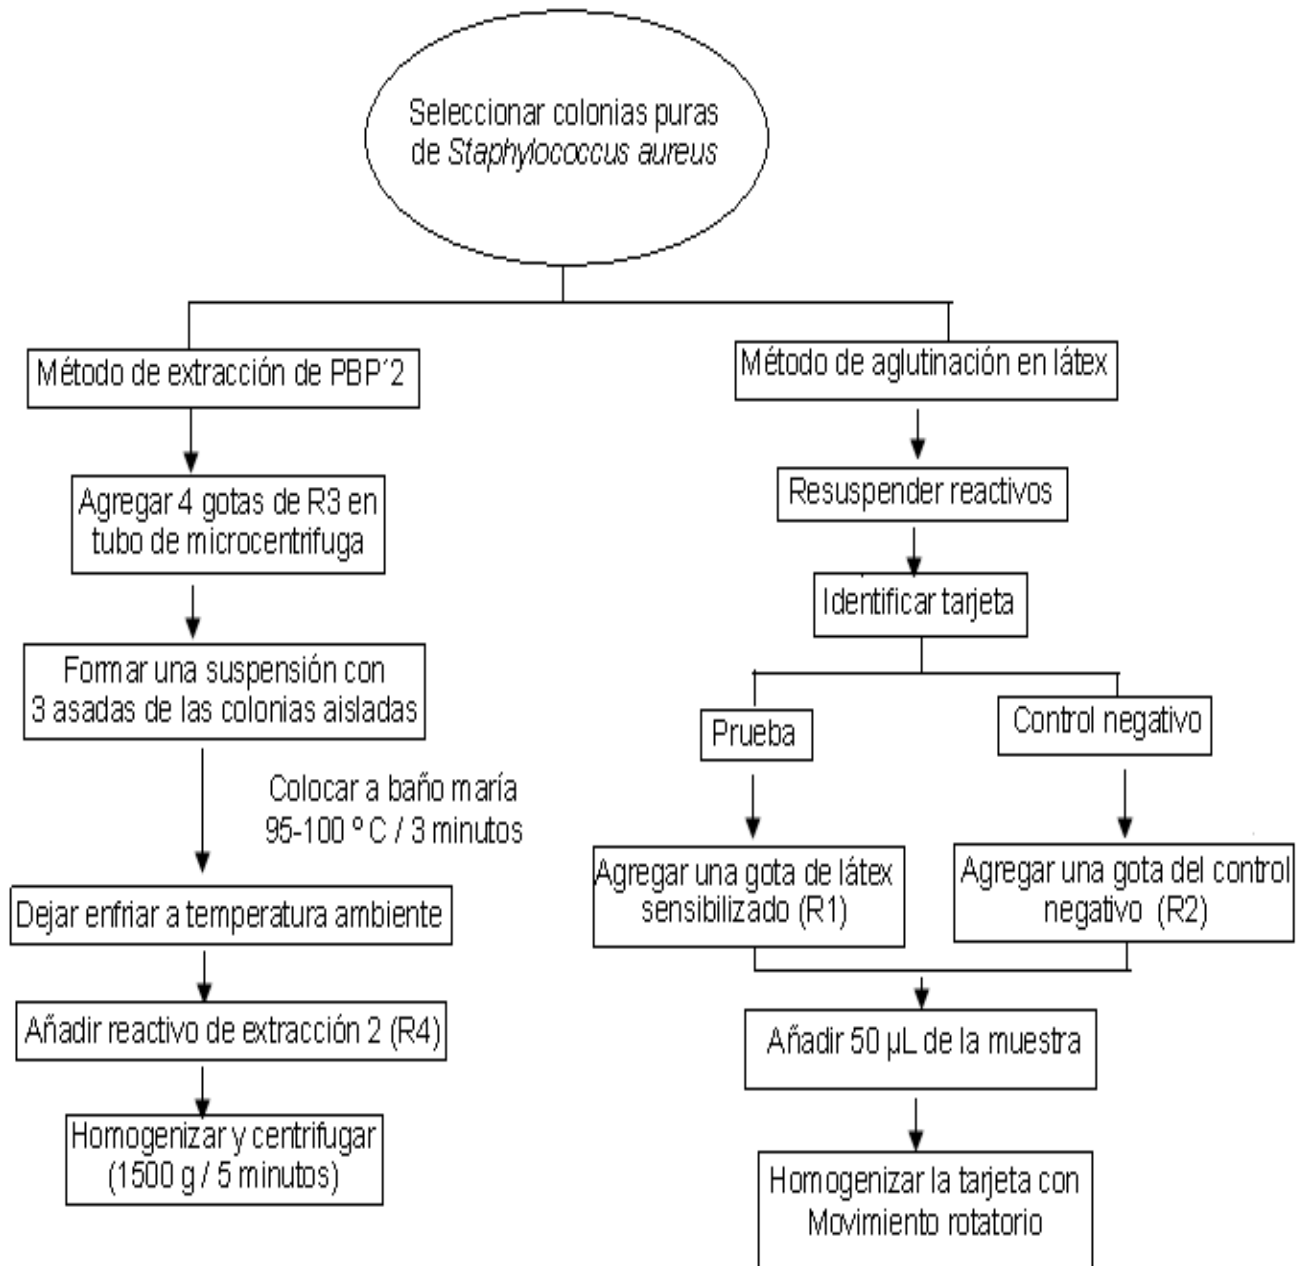 Seleccionar colonias puras
de Staphylococcus aureus
Método de extracción de PBP´2
Agregar 4 gotas de R3 en
tubo de microcentrifuga
Formar una suspensión con
3 asadas de las colonias aisladas
Colocar a baño maría
95-100 º C / 3 minutos
Dejar enfriar a temperatura ambiente
Añadir reactivo de extracción 2 (R4)
Homogenizar y centrifugar
(1500 g / 5 minutos)
Método de aglutinación en látex
Resuspender reactivos
Identificar tarjeta
Prueba
Control negativo
Agregar una gota de látex
sensibilizado (R1)
Agregar una gota del control
negativo (R2)
Añadir 50 µL de la muestra
Homogenizar la tarjeta con
Movimiento rotatorio